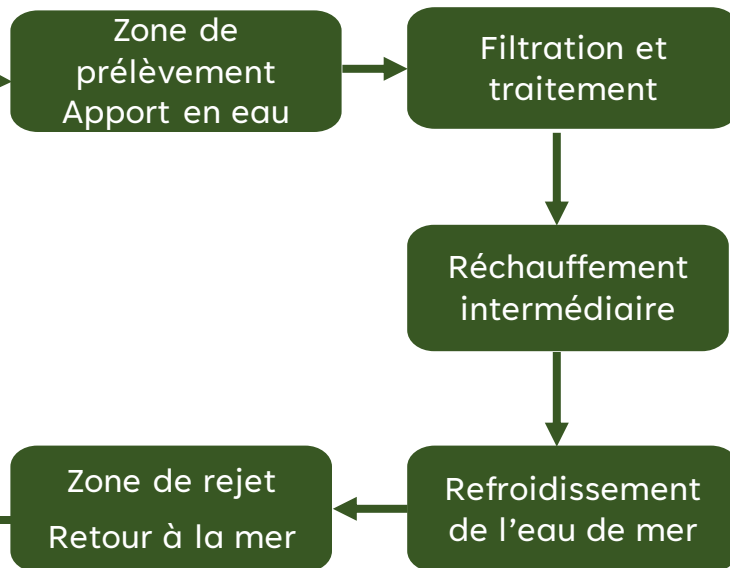 Zone de
prélèvement
Apport en eau
Filtration et
traitement
Réchauffement
intermédiaire
Refroidissement
de l’eau de mer
Zone de rejet
Retour à la mer